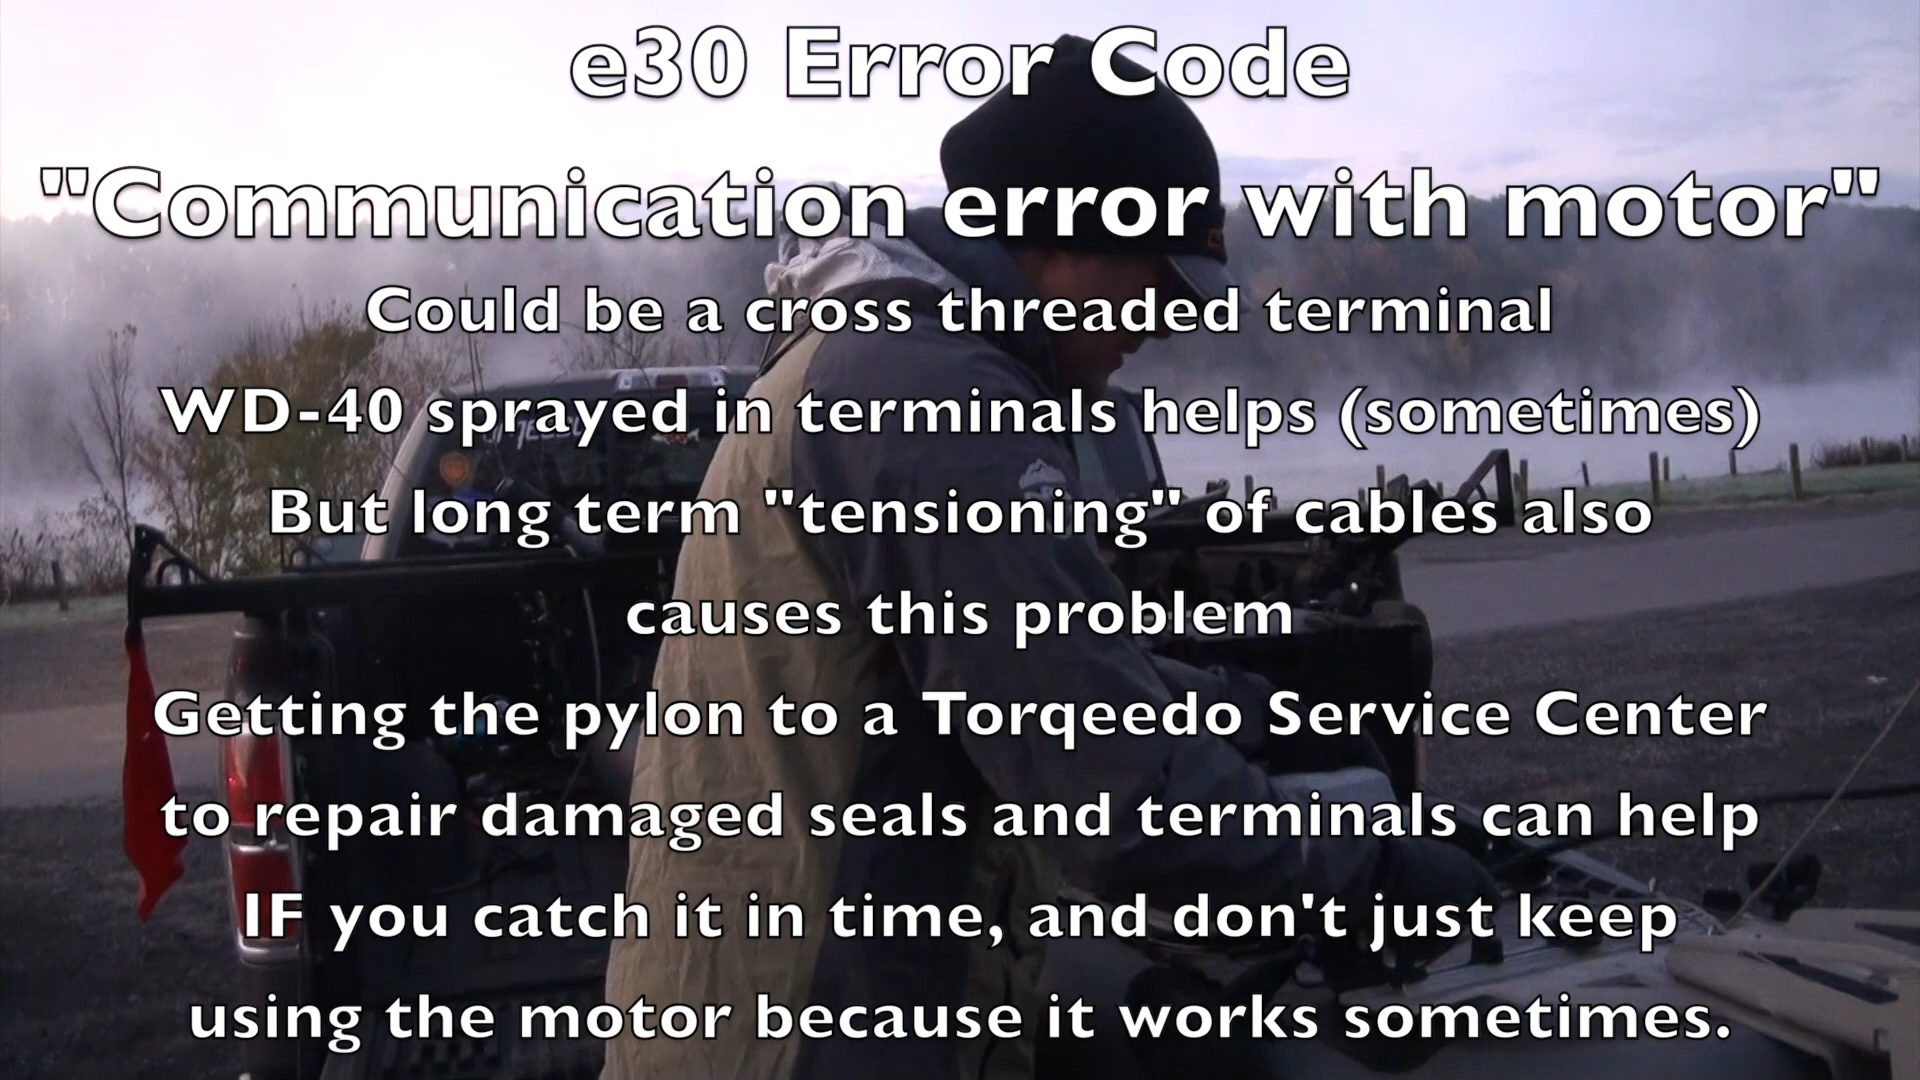 e30 Error Code
"Communication error with motor"
Could be a cross threaded terminal
WD-40 sprayed in terminals helps (sometimes)
But long term "tensioning" of cables also
causes this problem
Getting the pylon to a Torqeedo Service Center
to repair damaged seals and terminals can help
IF you catch it in time, and don't just keep
using the motor because it works sometimes.